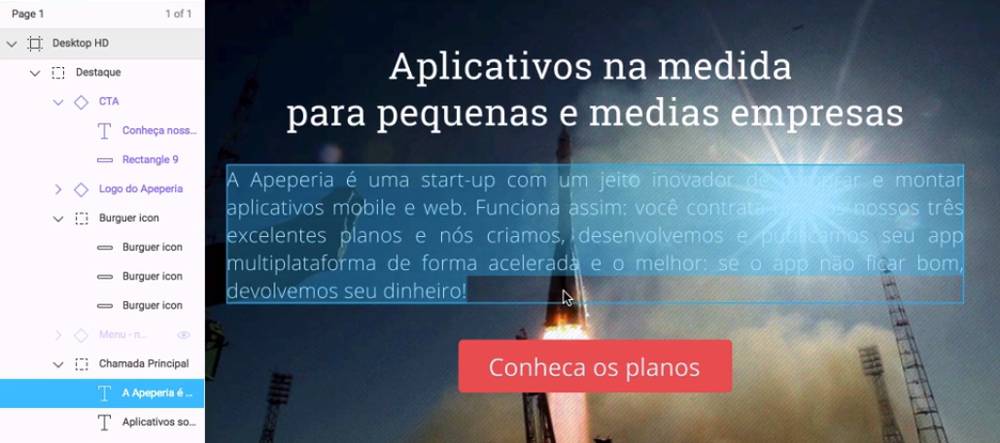 Page 1
1 of 1
Desktop HD
Destaque
CTA
Conheça noss...
Rectangle 9
Logo do Apeperia
Burguer icon
Burguer icon
Burguer icon
Burguer icon
Menu - n...
Chamada Principal
A Apeperia é ...
Aplicativos so...
Aplicativos na medida
para pequenas e medias empresas
A Apeperia é uma start-up com um jeito inovador de e montar
aplicativos mobile e web. Funciona assim: você contrata nossos três
excelentes planos e nós criamos, desenvolvemos e publicamos seu app
multiplataforma de forma acelerada e o melhor: se o app não ficar bom,
devolvemos seu dinheiro!
Conheca os planos